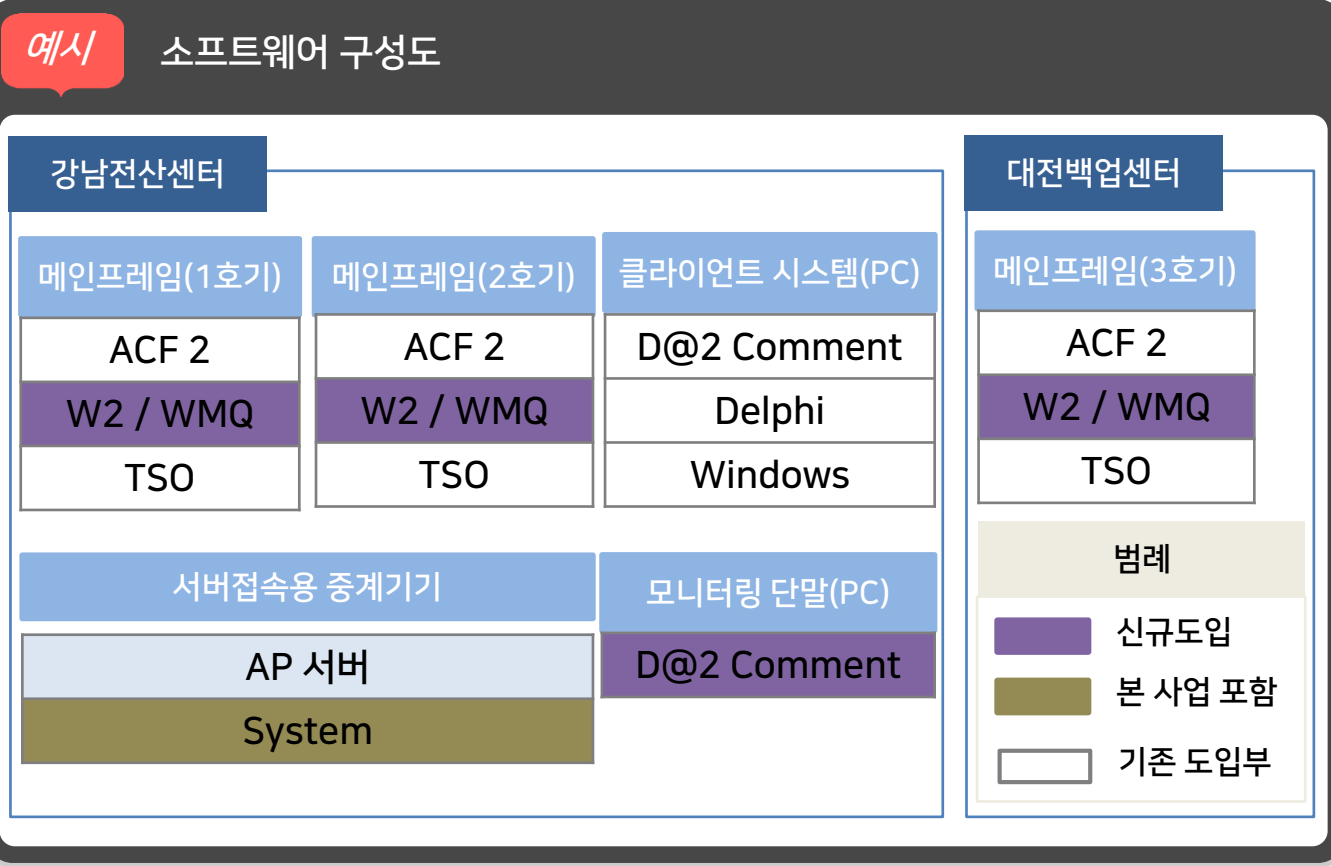 예시
소프트웨어 구성도
강남전산센터
메인프레임(1호기)
ACF 2
W2 / WMQ
TSO
메인프레임(2호기)
ACF 2
W2 / WMQ
TSO
클라이언트 시스템(PC)
D@2 Comment
Delphi
Windows
서버접속용 중계기기
AP 서버
System
모니터링 단말(PC)
D@2 Comment
대전백업센터
메인프레임(3호기)
ACF 2
W2 / WMQ
TSO
범례
신규도입
본 사업 포함
기존 도입부